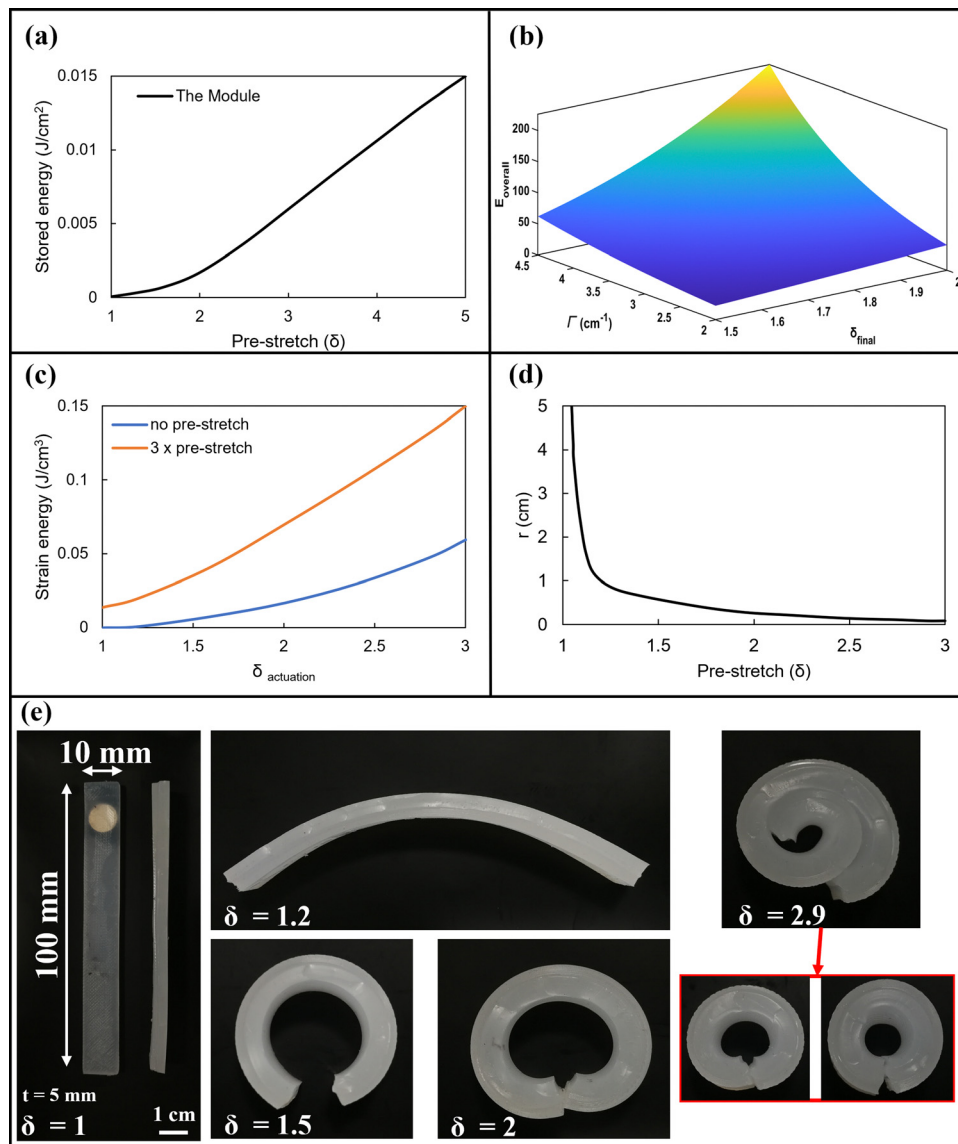 (a)
0.015
0.01
0.005
0
Stored energy (J/cm²)
The Module
1 2 3 4 5
Pre-stretch (δ)
(b)
200
150
100
50
0
E overall
4.5 4 3.5 3 2.5 2
Γ (cm⁻¹)
1.5 1.6 1.7 1.8 1.9 2
δ final
(c)
0.15
0.1
0.05
0
Strain energy (J/cm³)
no pre-stretch
3 x pre-stretch
1 1.5 2 2.5 3
δ actuation
(d)
5
4
3
2
1
0
r (cm)
1 1.5 2 2.5 3
Pre-stretch (δ)
(e)
10 mm
100 mm
t = 5 mm
δ = 1
1 cm
δ = 1.2
δ = 1.5
δ = 2
δ = 2.9